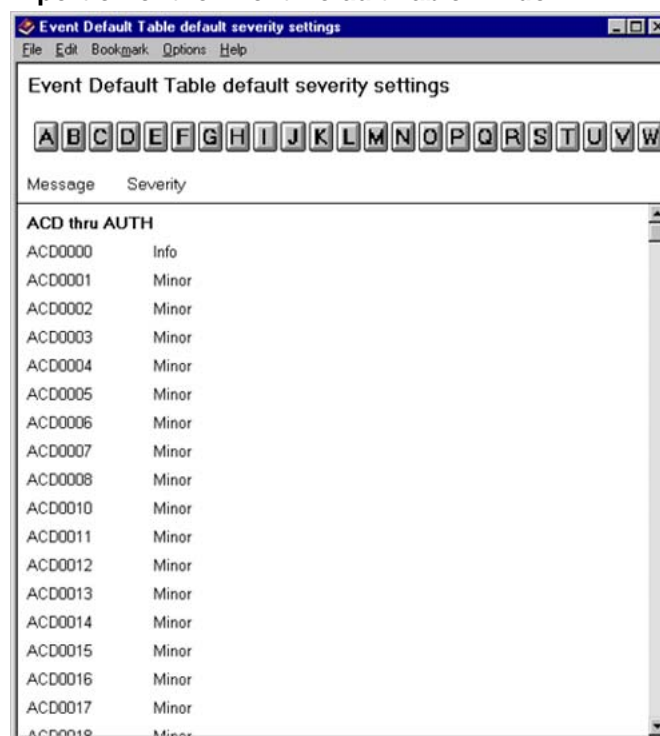 Event Default Table default severity settings
File Edit Bookmark Options Help
Event Default Table default severity settings
A B C D E F G H I J K L M N O P Q R S T U V W
Message Severity
ACD thru AUTH
ACD0000 Info
ACD0001 Minor
ACD0002 Minor
ACD0003 Minor
ACD0004 Minor
ACD0005 Minor
ACD0006 Minor
ACD0007 Minor
ACD0008 Minor
ACD0010 Minor
ACD0011 Minor
ACD0012 Minor
ACD0013 Minor
ACD0014 Minor
ACD0015 Minor
ACD0016 Minor
ACD0017 Minor
ACD0018 Minor